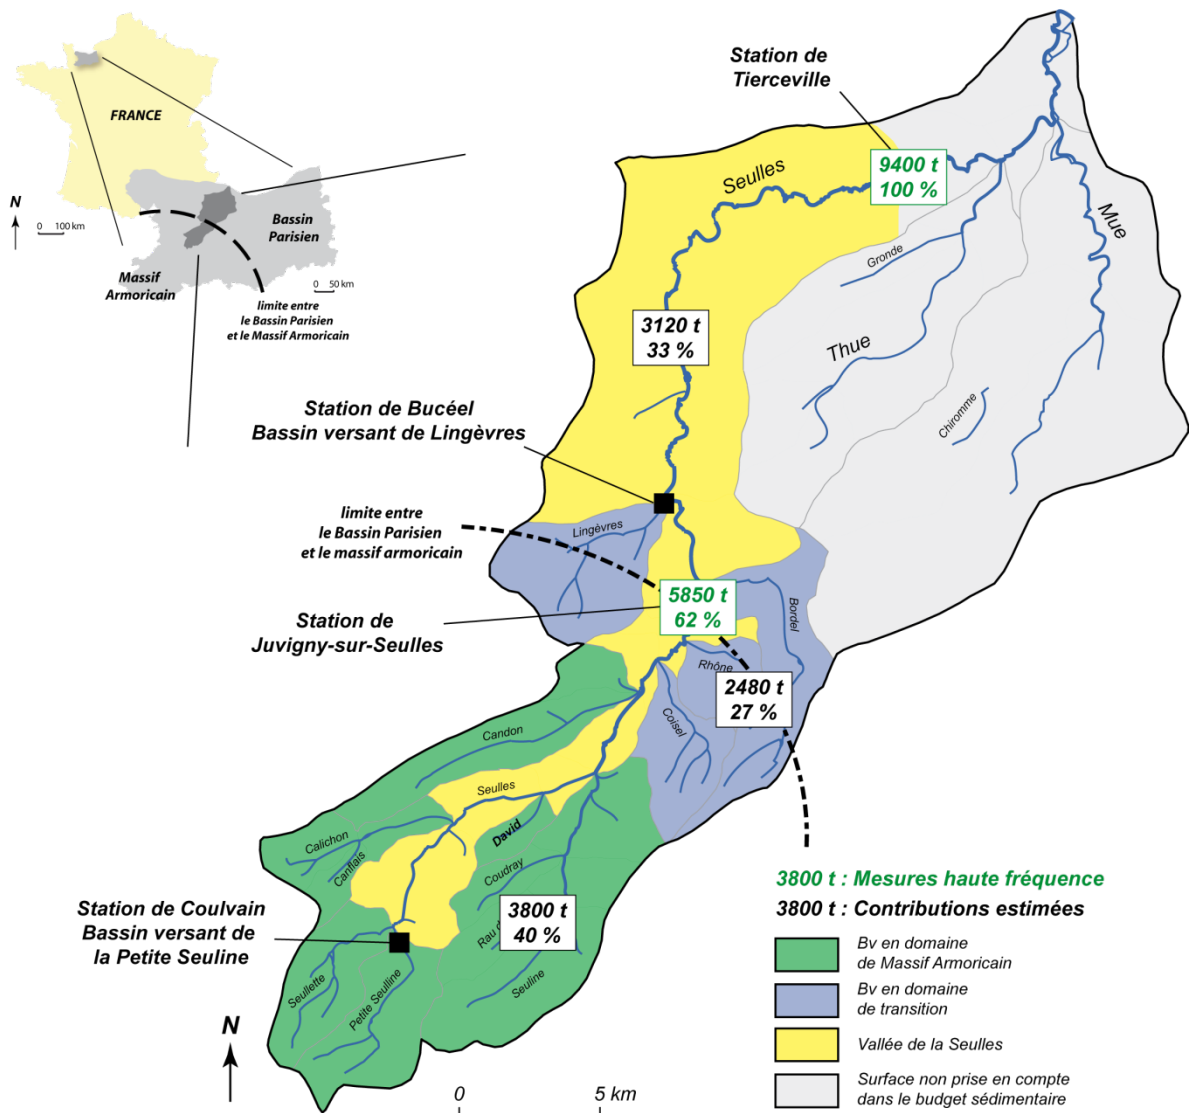 FRANCE
N
0 100 km
Bassin
Parisien
Massif
Armoricain
0 50 km
limite entre
le Bassin Parisien
et le Massif Armoricain
Station de
Tierceville
9400 t
100 %
Seulles
Mue
Gronde
Thue
Chiromme
3120 t
33 %
Station de Bucéel
Bassin versant de Lingèvres
limite entre
le Bassin Parisien
et le massif armoricain
Lingèvres
5850 t
62 %
Bordel
Station de
Juvigny-sur-Seulles
Rhône
2480 t
27 %
Coisel
Candon
Seulles
David
Calichon
Canflais
Coudray
3800 t
40 %
Rau
Seuline
Station de Coulvain
Bassin versant de
la Petite Seuline
Seullette
Petite Seulline
N
0 5 km
3800 t : Mesures haute fréquence
3800 t : Contributions estimées
Bv en domaine
de Massif Armoricain
Bv en domaine
de transition
Vallée de la Seulles
Surface non prise en compte
dans le budget sédimentaire